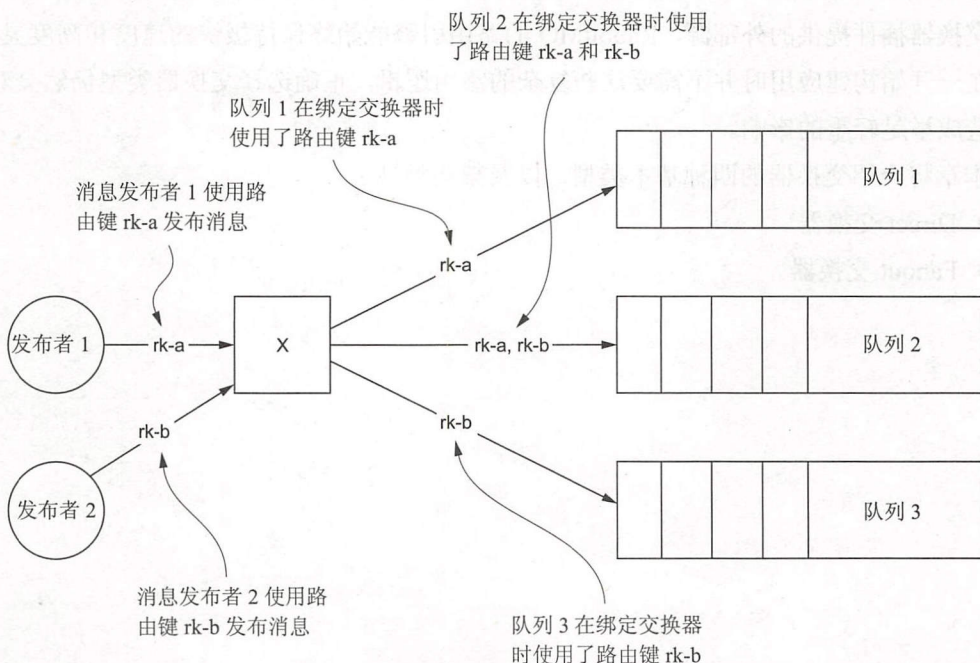 队列 2 在绑定交换器时使用
了路由键 rk-a 和 rk-b
队列 1 在绑定交换器时
使用了路由键 rk-a
消息发布者 1 使用路
由键 rk-a 发布消息
队列 1
rk-a
发布者 1
rk-a
X
rk-a, rk-b
队列 2
rk-b
rk-b
发布者 2
队列 3
消息发布者 2 使用路
由键 rk-b 发布消息
队列 3 在绑定交换器
时使用了路由键 rk-b